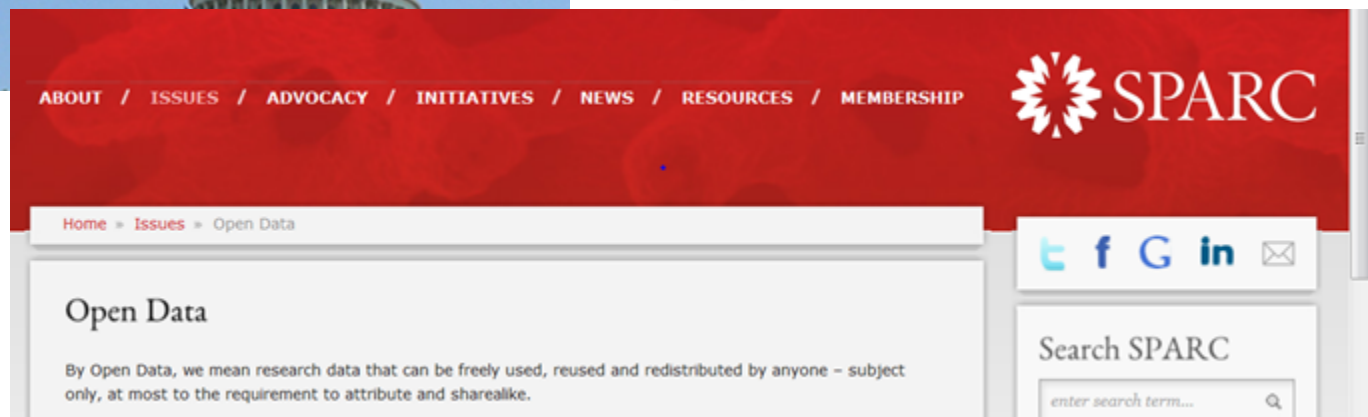 ABOUT / ISSUES / ADVOCACY / INITIATIVES / NEWS / RESOURCES / MEMBERSHIP
SPARC
Home » Issues » Open Data
t f G in
Open Data
By Open Data, we mean research data that can be freely used, reused and redistributed by anyone – subject
only, at most to the requirement to attribute and sharealike.
Search SPARC
enter search term...